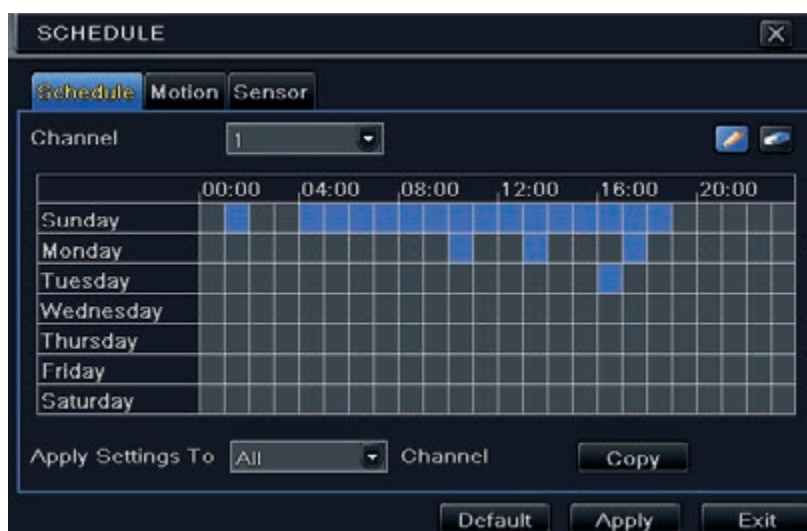 SCHEDULE
Schedule Motion Sensor
Channel 1
00:00 04:00 08:00 12:00 16:00 20:00
Sunday
Monday
Tuesday
Wednesday
Thursday
Friday
Saturday
Apply Settings To All Channel Copy
Default Apply Exit